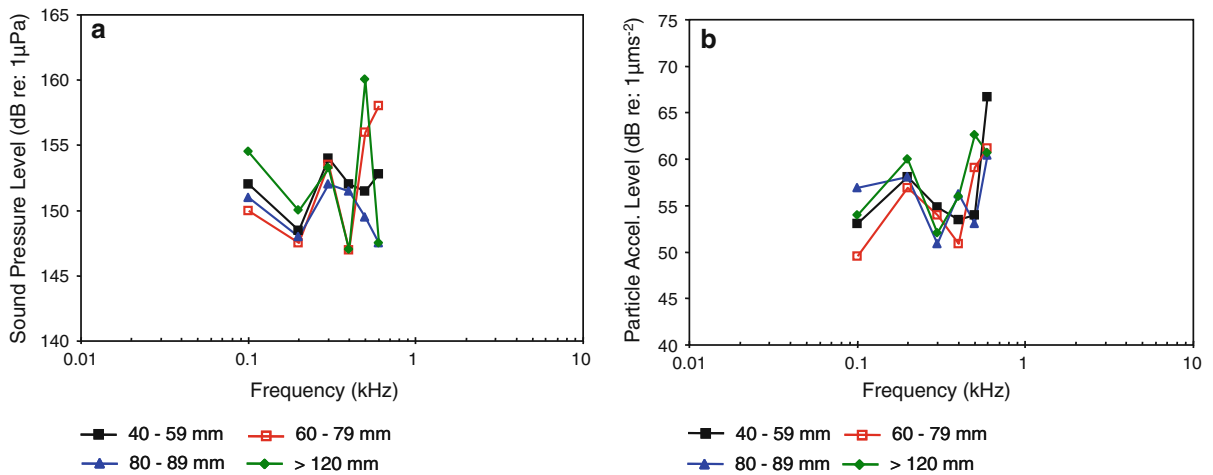 a
Sound Pressure Level (dB re: 1μPa)
165
160
155
150
145
140
0.01
0.1
1
10
Frequency (kHz)
40 - 59 mm
60 - 79 mm
80 - 89 mm
> 120 mm
b
Particle Accel. Level (dB re: 1μms⁻²)
75
70
65
60
55
50
45
40
0.01
0.1
1
10
Frequency (kHz)
40 - 59 mm
60 - 79 mm
80 - 89 mm
> 120 mm